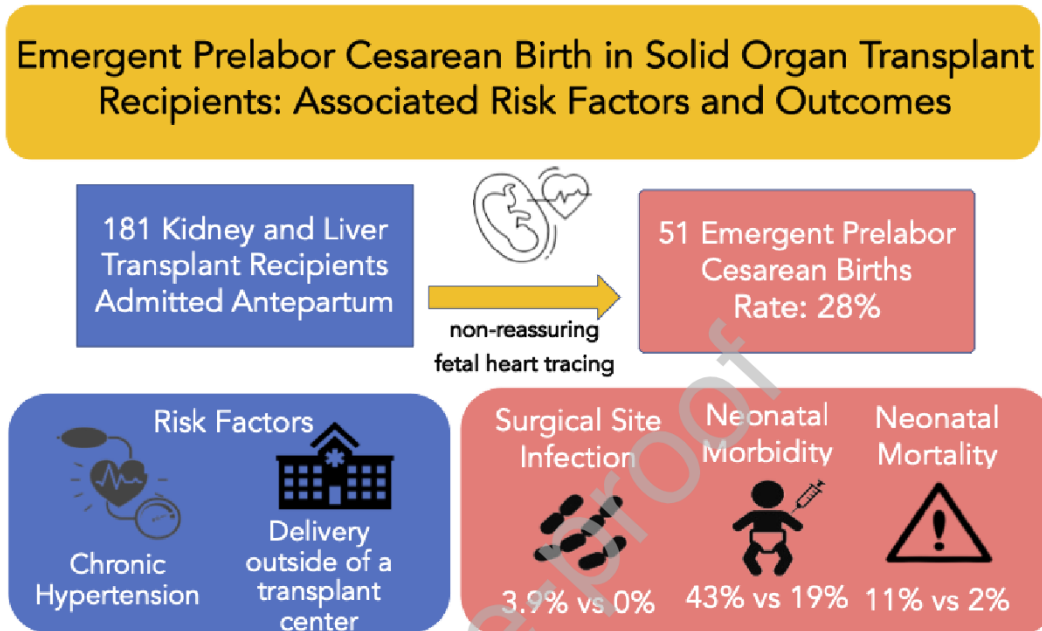 Emergent Prelabor Cesarean Birth in Solid Organ Transplant
Recipients: Associated Risk Factors and Outcomes
181 Kidney and Liver
Transplant Recipients
Admitted Antepartum
non-reassuring
fetal heart tracing
51 Emergent Prelabor
Cesarean Births
Rate: 28%
Risk Factors
Chronic
Hypertension
Delivery
outside of a
transplant
center
Surgical Site
Infection
3.9% vs 0%
Neonatal
Morbidity
43% vs 19%
Neonatal
Mortality
11% vs 2%
e-proof